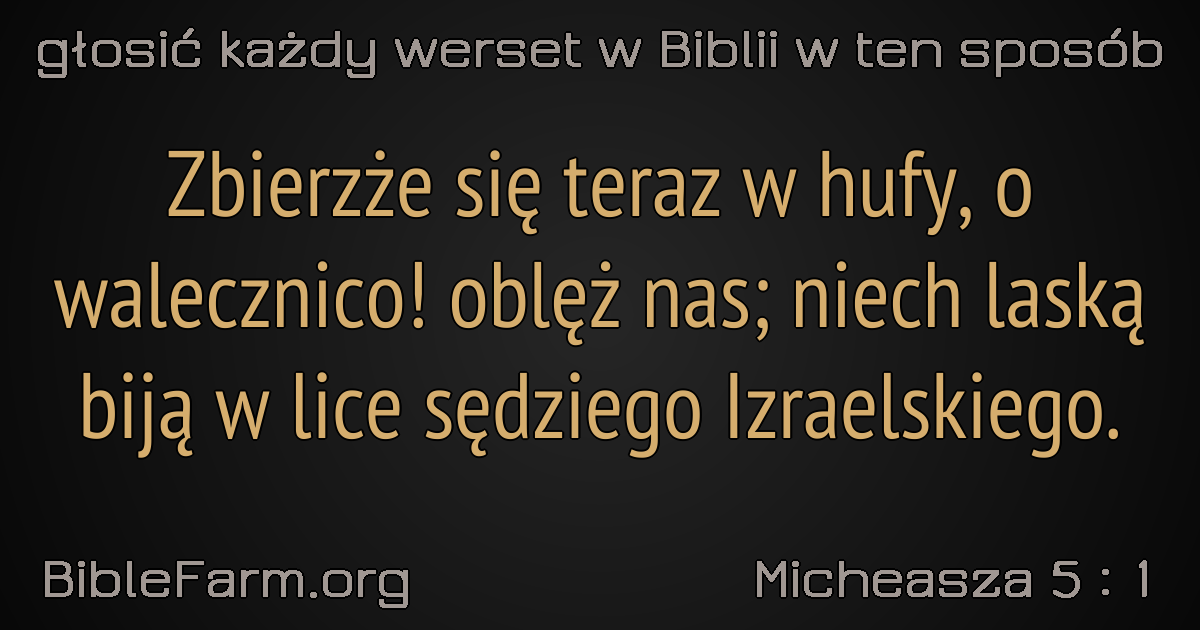 głosić każdy werset w Biblii w ten sposób
Zbierzże się teraz w hufy, o
walecznico! oblęż nas; niech laską
biją w lice sędziego Izraelskiego.
BibleFarm.org
Micheasza 5 : 1